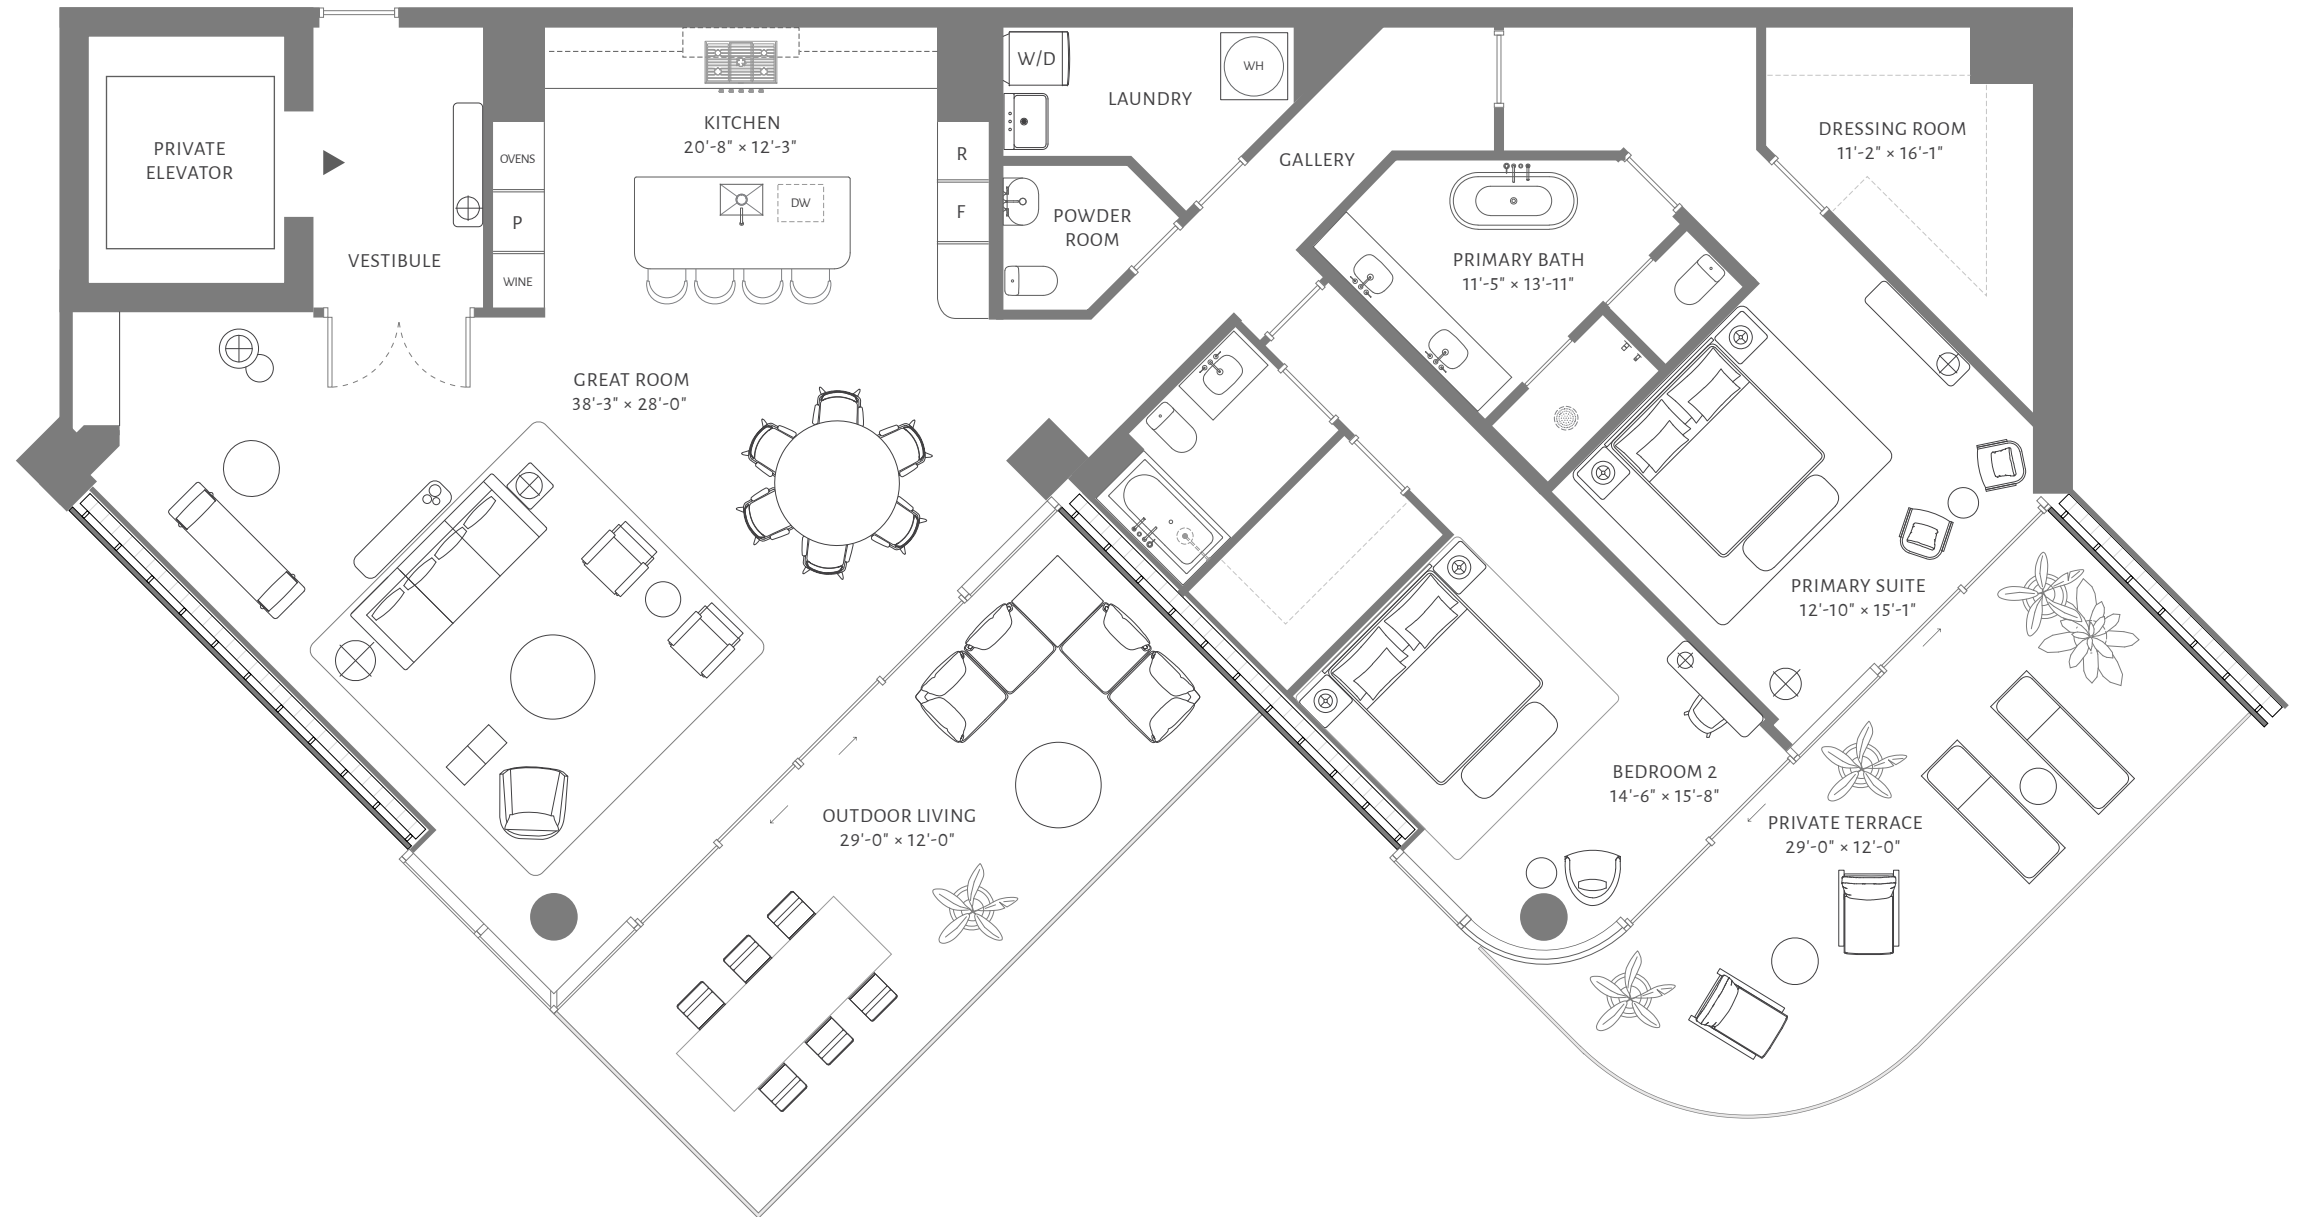 PRIVATE
ELEVATOR
VESTIBULE
OVENS
P
WINE
KITCHEN
20'-8" × 12'-3"
DW
R
F
W/D
LAUNDRY
WH
POWDER
ROOM
GALLERY
PRIMARY BATH
11'-5" × 13'-11"
DRESSING ROOM
11'-2" × 16'-1"
GREAT ROOM
38'-3" × 28'-0"
PRIMARY SUITE
12'-10" × 15'-1"
BEDROOM 2
14'-6" × 15'-8"
OUTDOOR LIVING
29'-0" × 12'-0"
PRIVATE TERRACE
29'-0" × 12'-0"